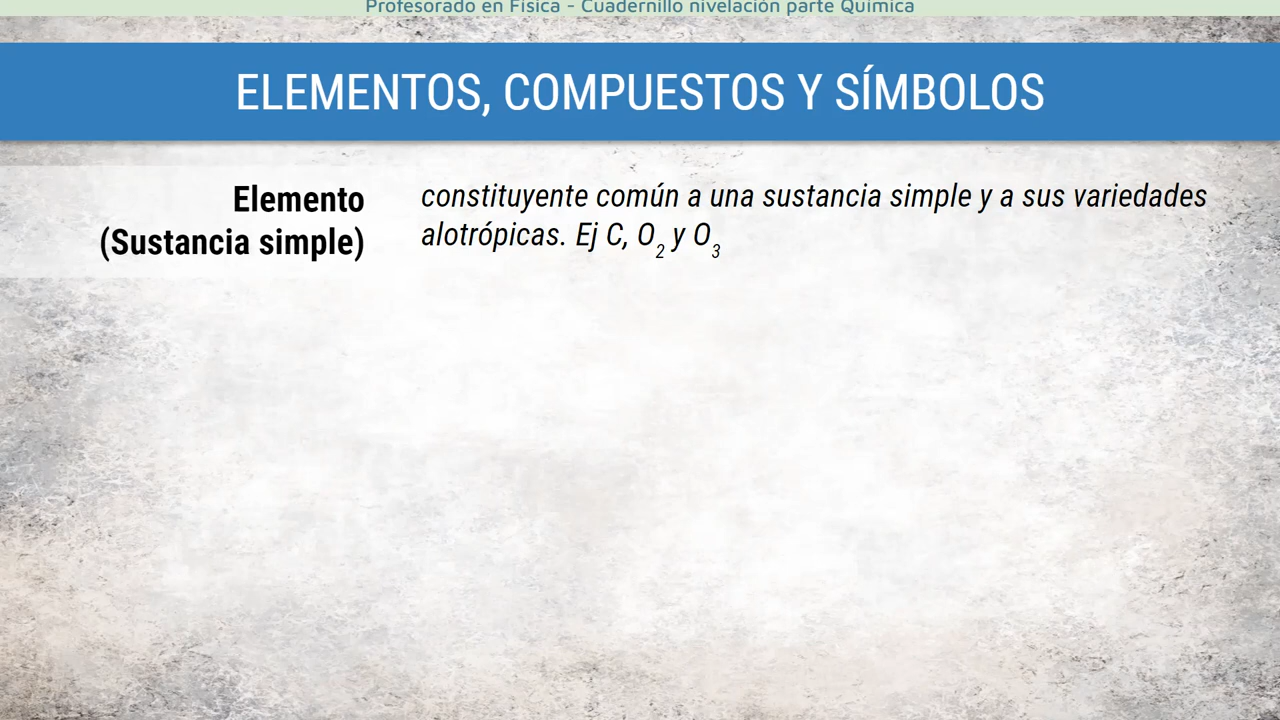 Profesorado en Física - Cuadernillo nivelación parte Química
ELEMENTOS, COMPUESTOS Y SÍMBOLOS
Elemento
(Sustancia simple)
constituyente común a una sustancia simple y a sus variedades
alotrópicas. Ej C, O₂ y O₃